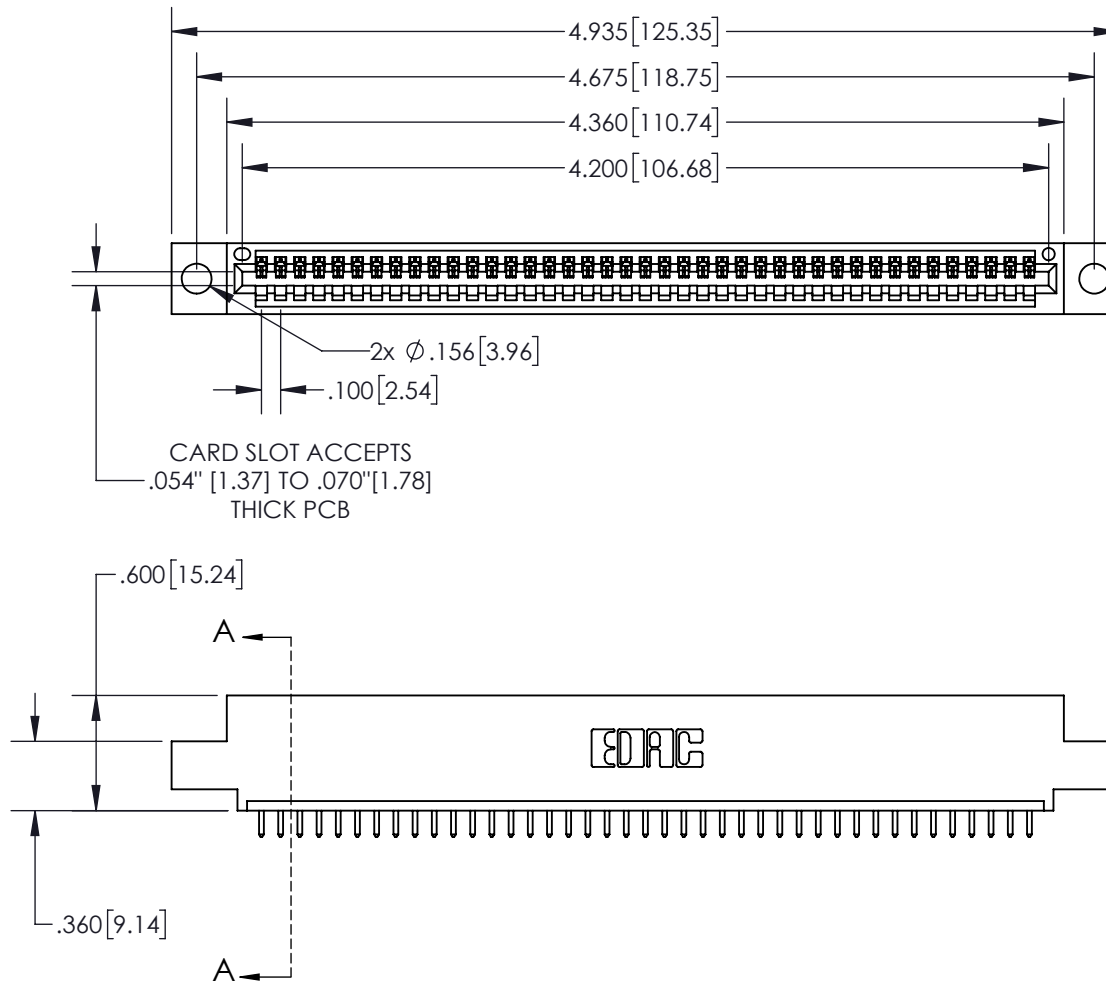 4.935[125.35]
4.675[118.75]
4.360[110.74]
4.200[106.68]
2x ∅.156[3.96]
.100[2.54]
CARD SLOT ACCEPTS
.054" [1.37] TO .070"[1.78]
THICK PCB
.600[15.24]
A
EDAC
.360[9.14]
A